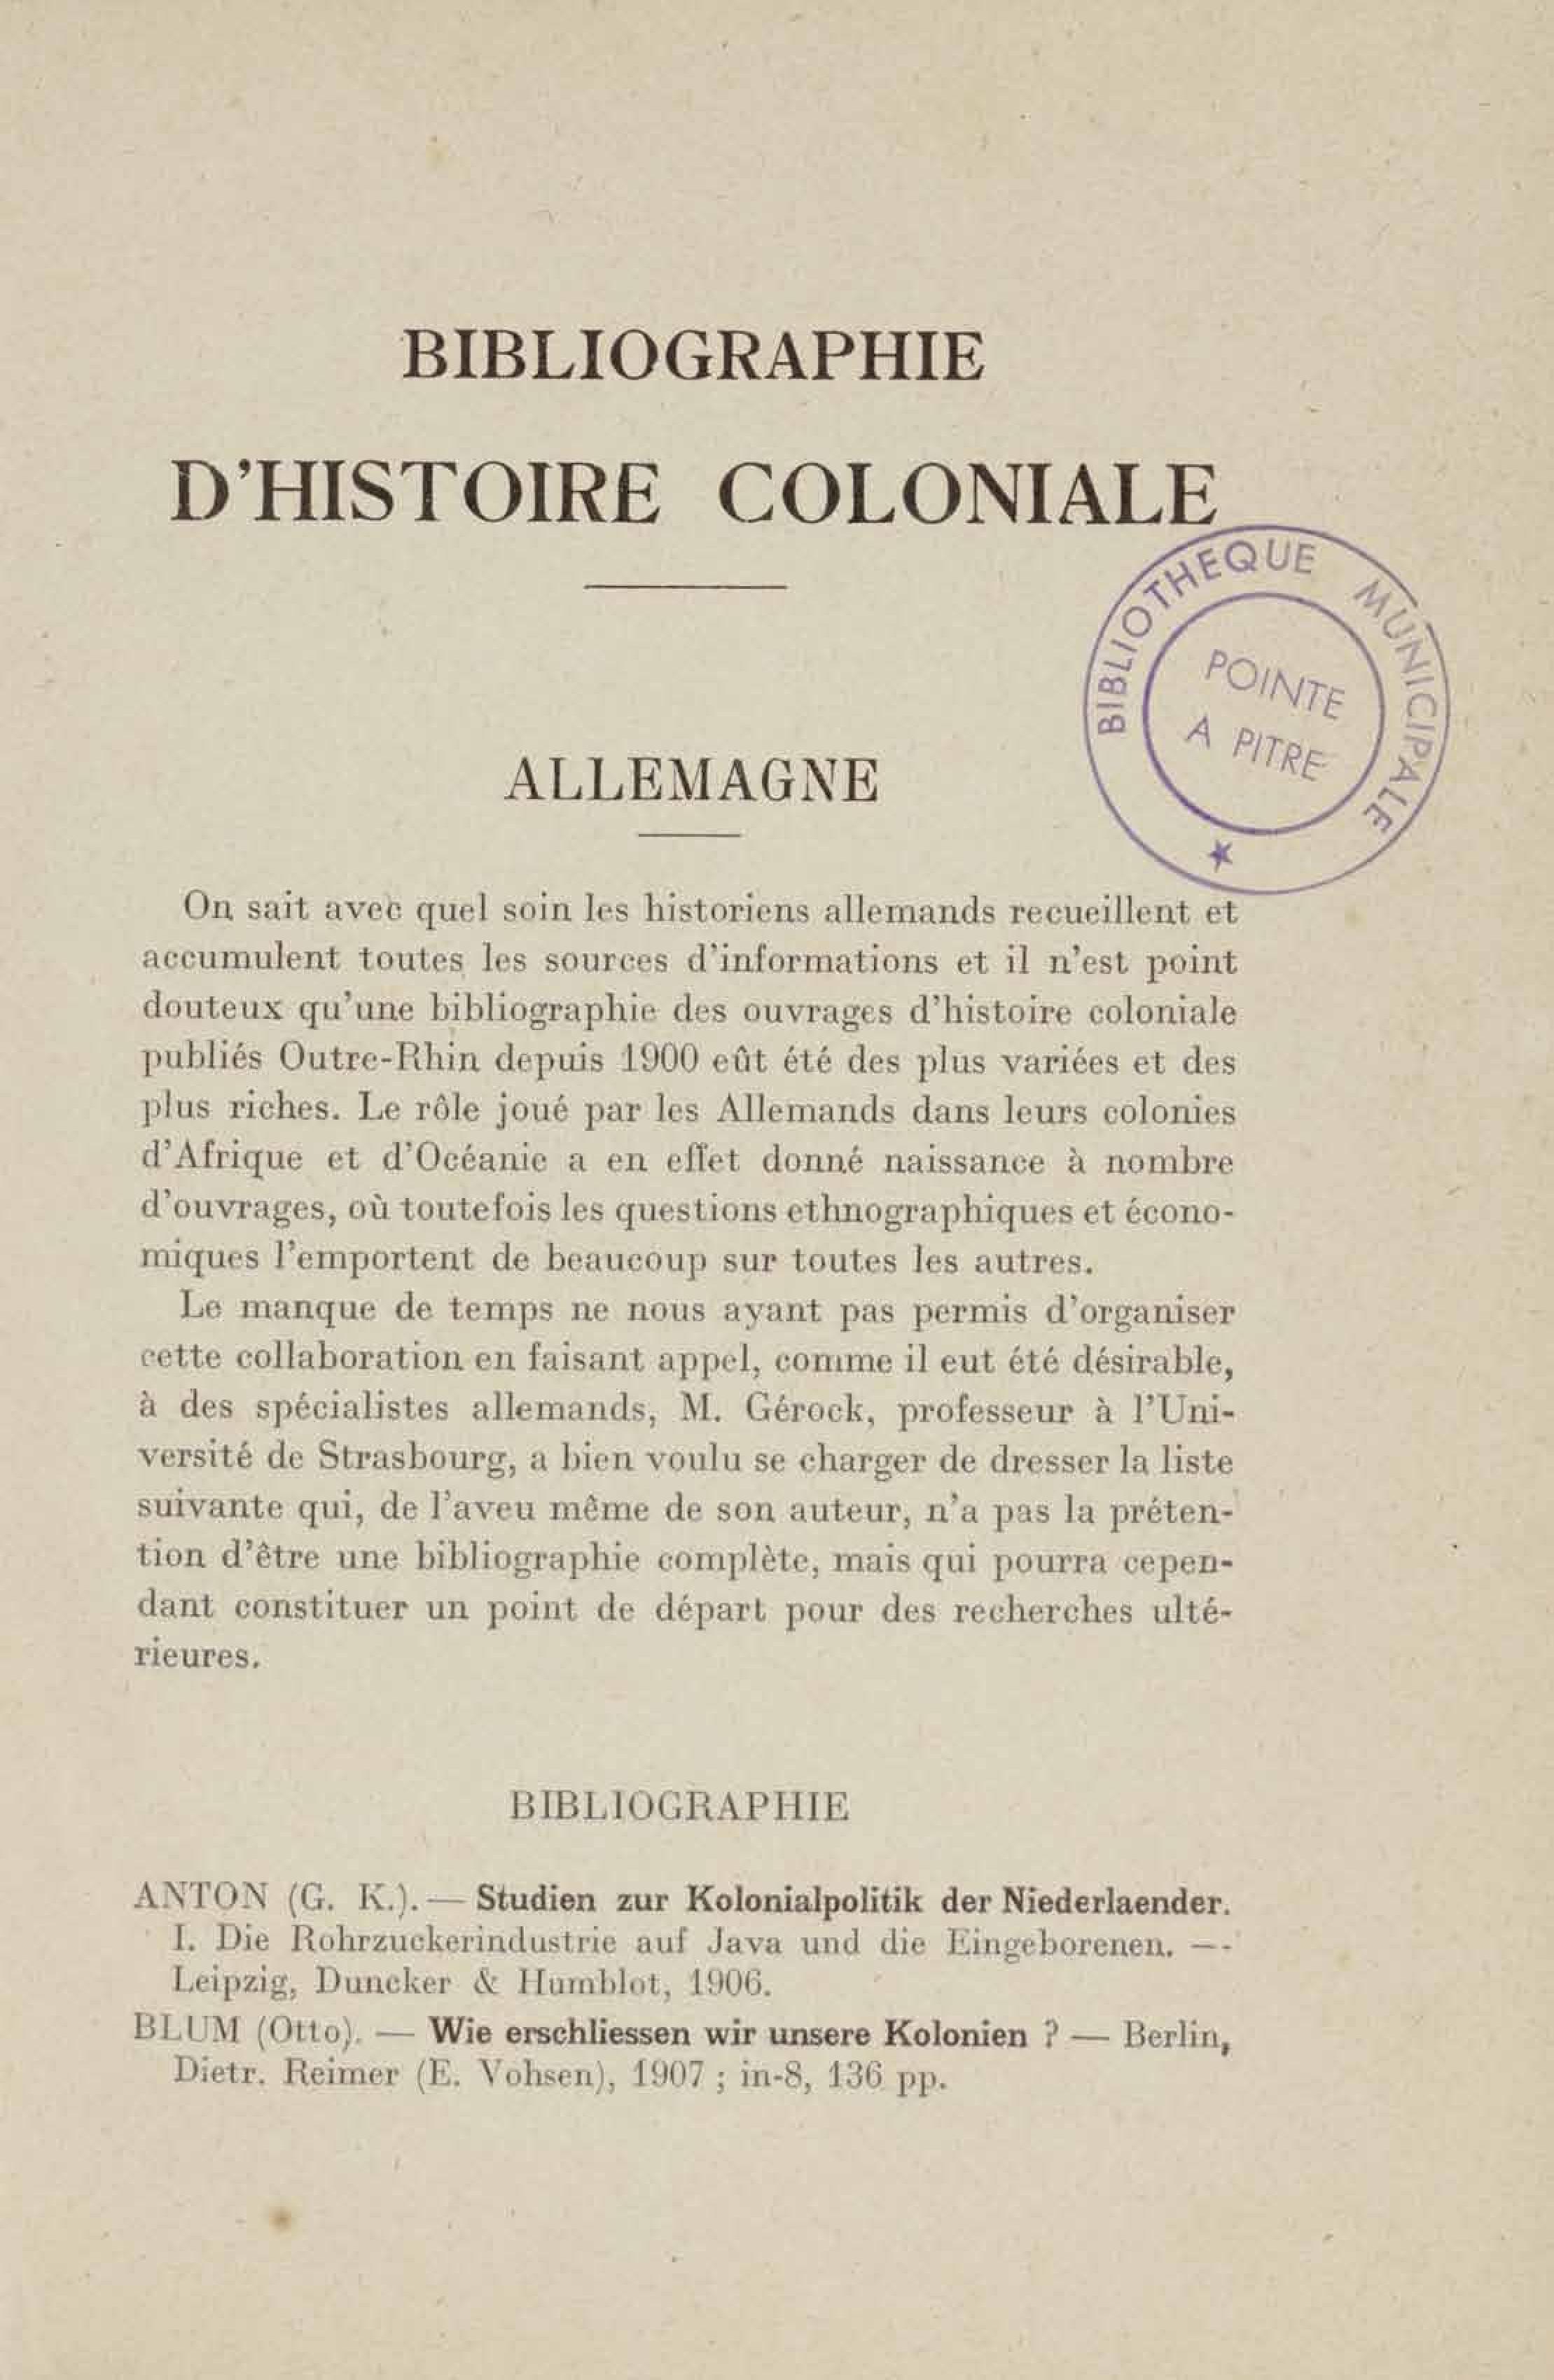 BIBLIOGRAPHIE
D'HISTOIRE COLONIALE
BIBLIOTHEQUE MUNICIPALE
POINTE
A PITRE
ALLEMAGNE
On sait avec quel soin les historiens allemands recueillent et
accumulent toutes les sources d'informations et il n'est point
douteux qu'une bibliographie des ouvrages d'histoire coloniale
publiés Outre-Rhin depuis 1900 eût été des plus variées et des
plus riches. Le rôle joué par les Allemands dans leurs colonies
d'Afrique et d'Océanie a en effet donné naissance à nombre
d'ouvrages, où toutefois les questions ethnographiques et écono-
miques l'emportent de beaucoup sur toutes les autres.
Le manque de temps ne nous ayant pas permis d'organiser
cette collaboration en faisant appel, comme il eut été désirable,
à des spécialistes allemands, M. Gérock, professeur à l'Uni-
versité de Strasbourg, a bien voulu se charger de dresser la liste
suivante qui, de l'aveu même de son auteur, n'a pas la préten-
tion d'être une bibliographie complète, mais qui pourra cepen-
dant constituer un point de départ pour des recherches ulté-
rieures.
BIBLIOGRAPHIE
ANTON (G. K.). — Studien zur Kolonialpolitik der Niederlaender.
I. Die Rohrzuckerindustrie auf Java und die Eingeborenen. —
Leipzig, Duncker & Humblot, 1906.
BLUM (Otto). — Wie erschliessen wir unsere Kolonien ? — Berlin,
Dietr. Reimer (E. Vohsen), 1907 ; in-8, 136 pp.